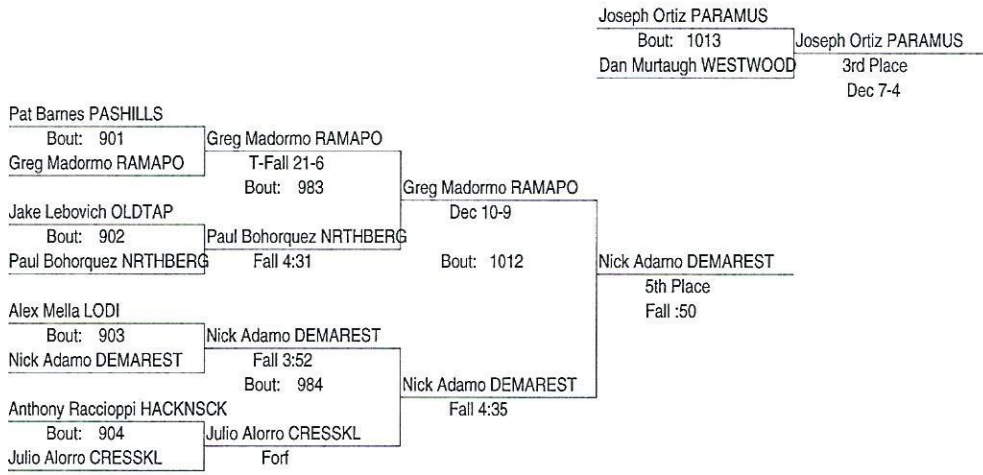 Joseph Ortiz PARAMUS
Bout: 1013
Joseph Ortiz PARAMUS
Dan Murtaugh WESTWOOD
3rd Place
Dec 7-4
Pat Barnes PASHILLS
Bout: 901
Greg Madormo RAMAPO
Greg Madormo RAMAPO
T-Fall 21-6
Bout: 983
Greg Madormo RAMAPO
Dec 10-9
Jake Lebovich OLDTAP
Bout: 902
Paul Bohorquez NRTHBERG
Paul Bohorquez NRTHBERG
Fall 4:31
Bout: 1012
Nick Adamo DEMAREST
5th Place
Fall :50
Alex Mella LODI
Bout: 903
Nick Adamo DEMAREST
Nick Adamo DEMAREST
Fall 3:52
Bout: 984
Nick Adamo DEMAREST
Fall 4:35
Anthony Raccioppi HACKNSCK
Bout: 904
Julio Alorro CRESSKL
Julio Alorro CRESSKL
Forf